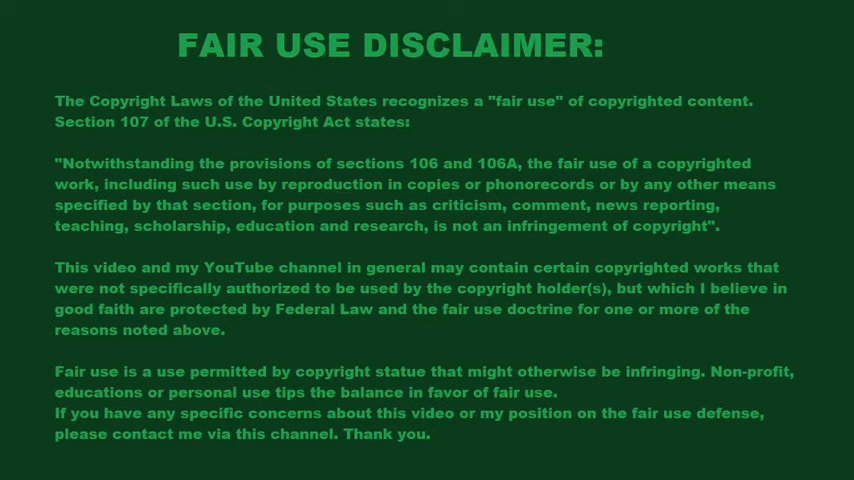 FAIR USE DISCLAIMER:
The Copyright Laws of the United States recognizes a "fair use" of copyrighted content.
Section 107 of the U.S. Copyright Act states:
"Notwithstanding the provisions of sections 106 and 106A, the fair use of a copyrighted
work, including such use by reproduction in copies or phonorecords or by any other means
specified by that section, for purposes such as criticism, comment, news reporting,
teaching, scholarship, education and research, is not an infringement of copyright".
This video and my YouTube channel in general may contain certain copyrighted works that
were not specifically authorized to be used by the copyright holder(s), but which I believe in
good faith are protected by Federal Law and the fair use doctrine for one or more of the
reasons noted above.
Fair use is a use permitted by copyright statue that might otherwise be infringing. Non-profit,
educations or personal use tips the balance in favor of fair use.
If you have any specific concerns about this video or my position on the fair use defense,
please contact me via this channel. Thank you.